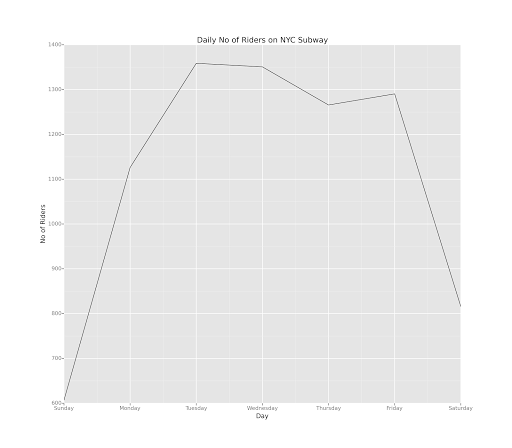 Daily No of Riders on NYC Subway
1400
1300
1200
1100
1000
900
800
700
600
No of Riders
Sunday Monday Tuesday Wednesday Thursday Friday Saturday
Day